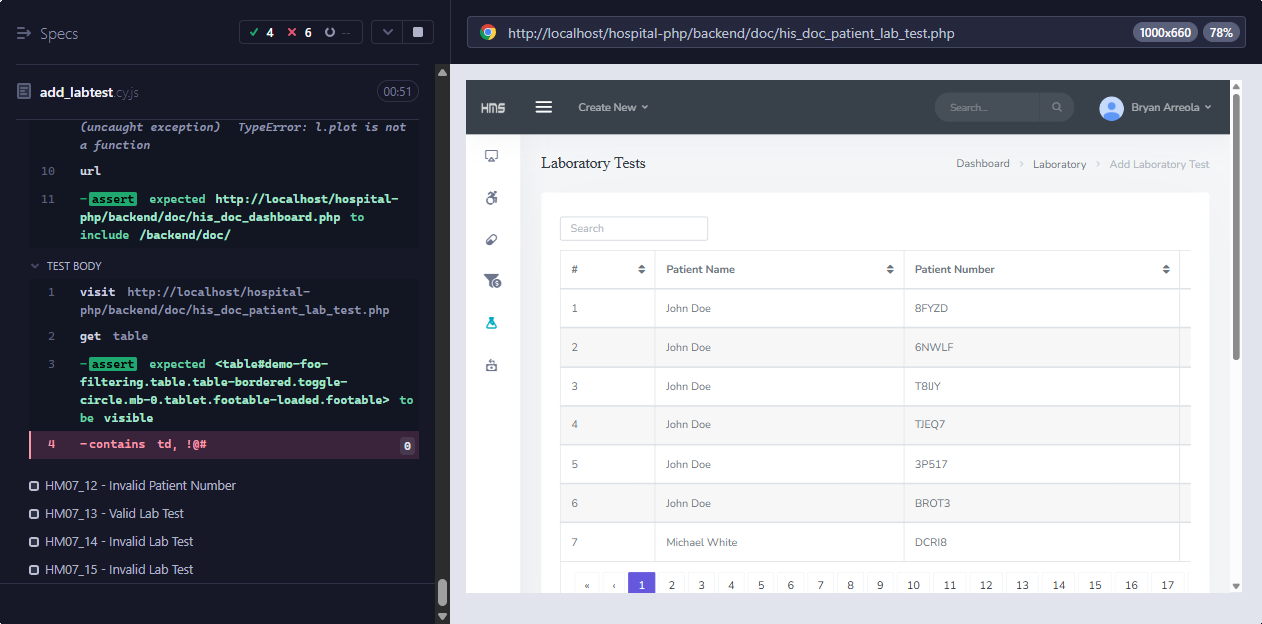 Specs
4
6
--
add_labtest.cy.js
00:51
(uncaught exception) TypeError: l.plot is not
a function
10 url
11 -assert expected http://localhost/hospital-
php/backend/doc/his_doc_dashboard.php to
include /backend/doc/
TEST BODY
1 visit http://localhost/hospital-
php/backend/doc/his_doc_patient_lab_test.php
2 get table
3 -assert expected <table#demo-foo-
filtering.table.table-bordered.toggle-
circle.mb-0.tablet.footable-loaded.footable> to
be visible
4 -contains td, !@# 0
HM07_12 - Invalid Patient Number
HM07_13 - Valid Lab Test
HM07_14 - Invalid Lab Test
HM07_15 - Invalid Lab Test
http://localhost/hospital-php/backend/doc/his_doc_patient_lab_test.php
1000x660
78%
HMS
Create New
Search...
Bryan Arreola
Laboratory Tests
Dashboard > Laboratory > Add Laboratory Test
Search
# Patient Name Patient Number
1 John Doe 8FYZD
2 John Doe 6NWLF
3 John Doe T8IJY
4 John Doe TJEQ7
5 John Doe 3P517
6 John Doe BROT3
7 Michael White DCRI8
« ‹ 1 2 3 4 5 6 7 8 9 10 11 12 13 14 15 16 17